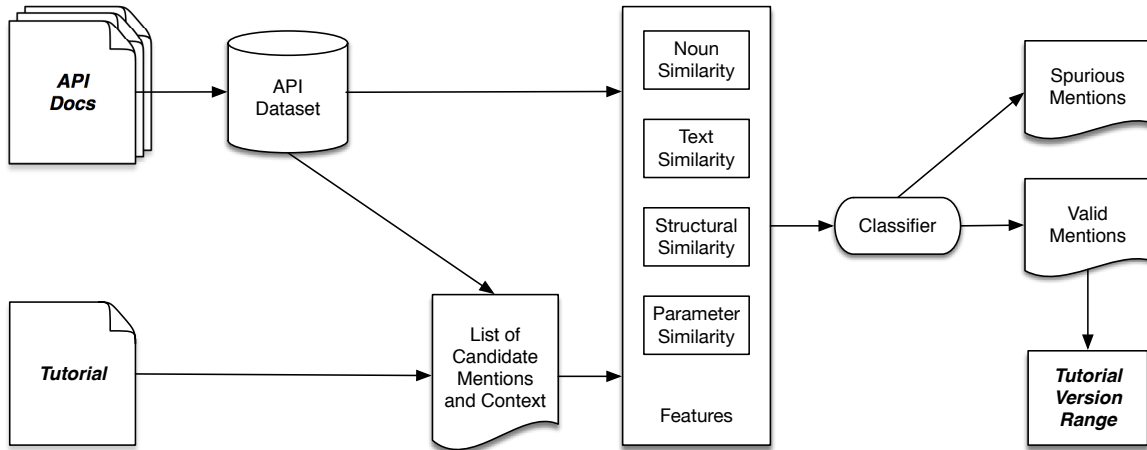 API
Docs
API
Dataset
Noun
Similarity
Text
Similarity
Structural
Similarity
Parameter
Similarity
Features
Classifier
Spurious
Mentions
Valid
Mentions
Tutorial
List of
Candidate
Mentions
and Context
Tutorial
Version
Range